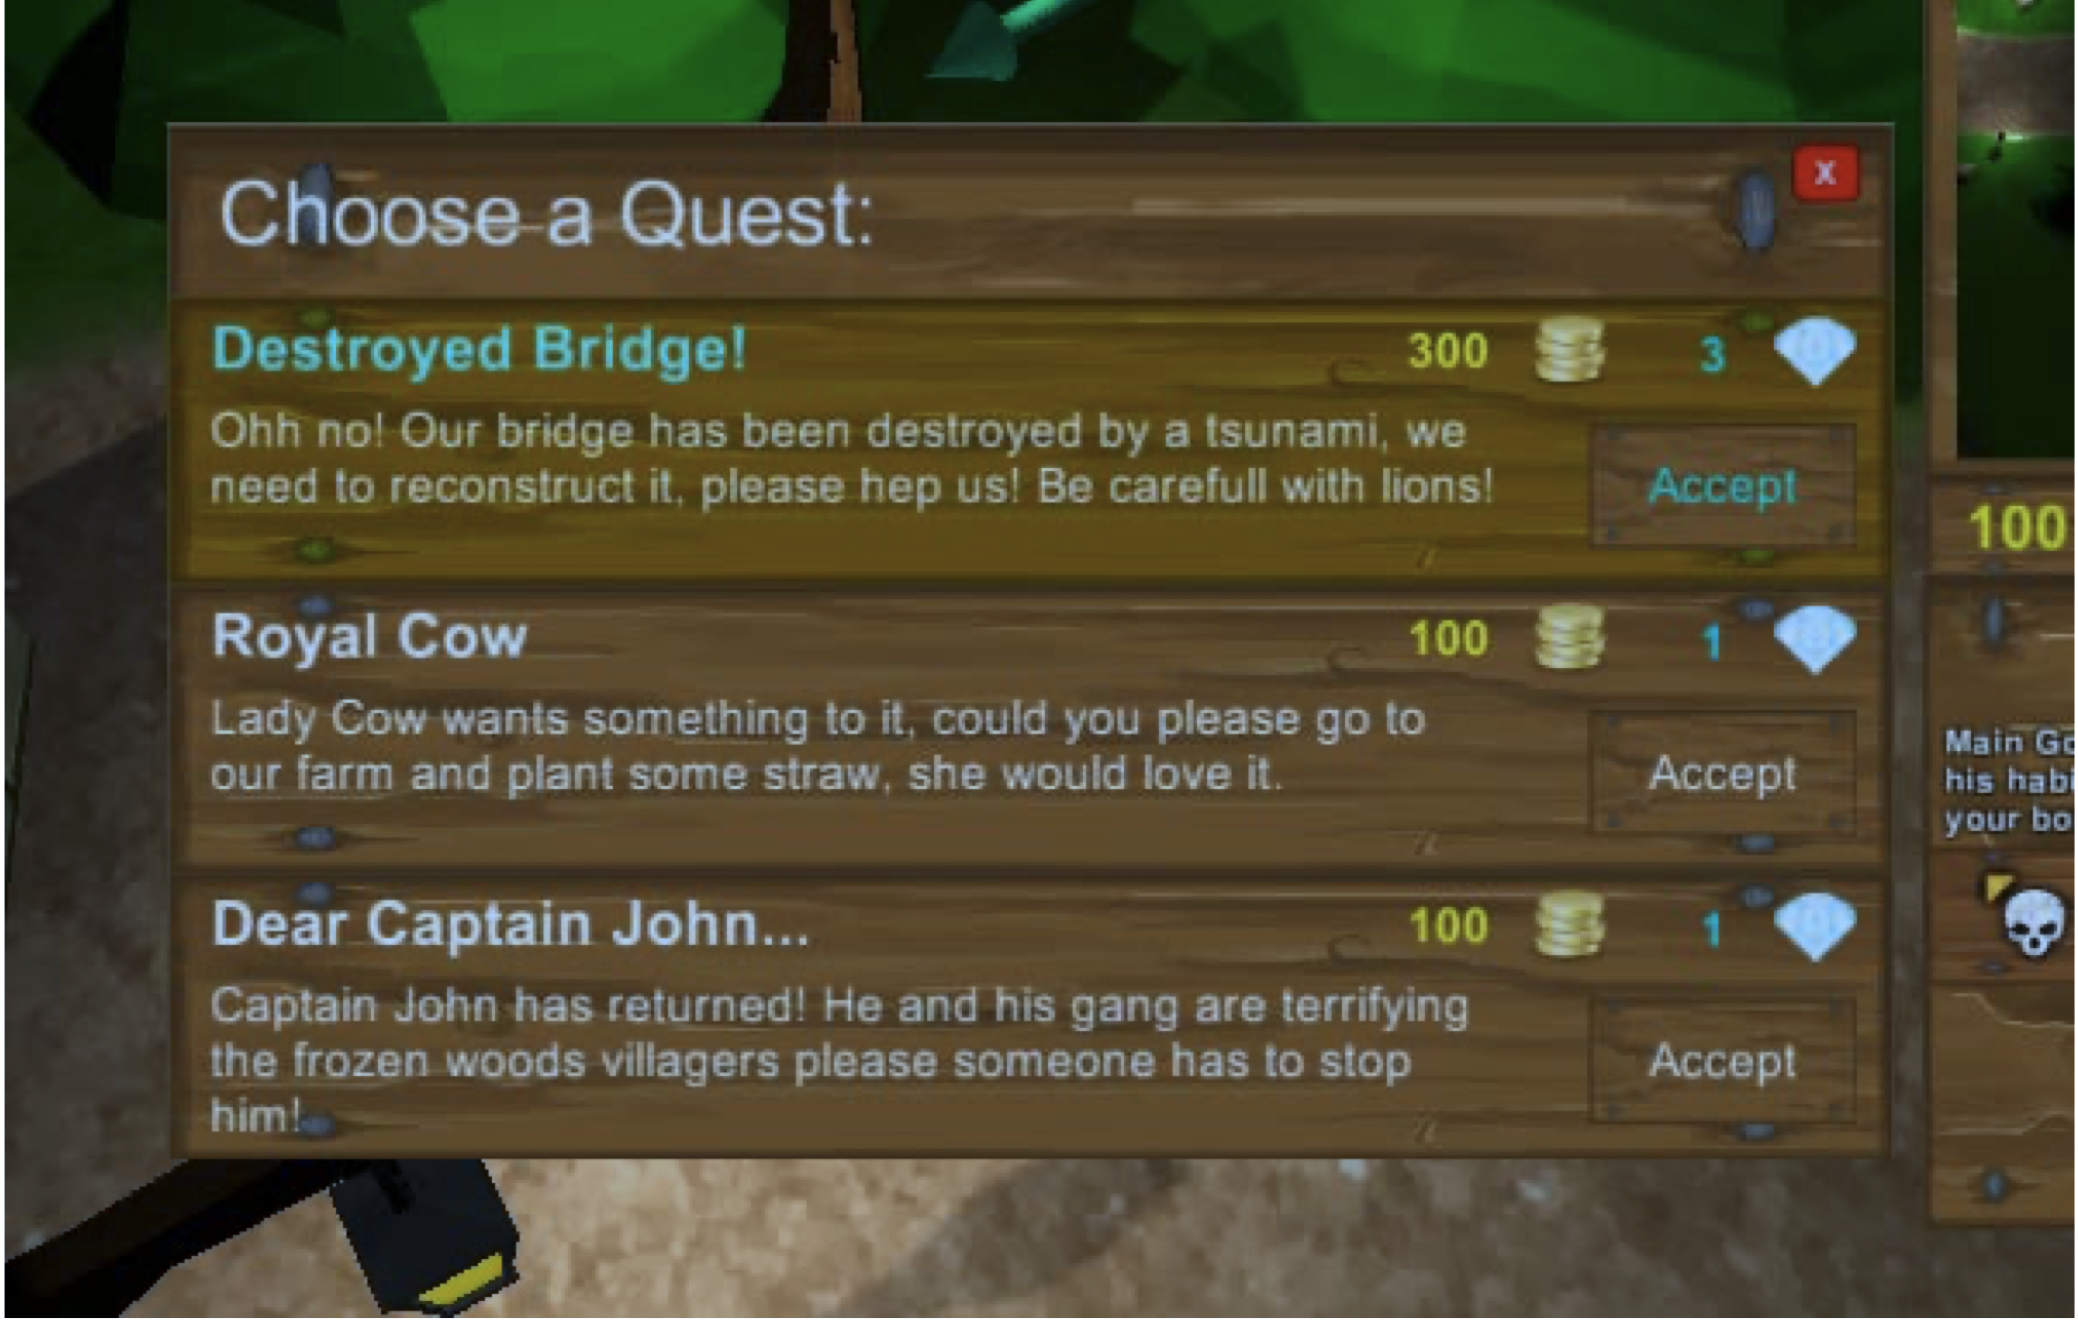 Choose a Quest:
X
Destroyed Bridge!
300
3
Ohh no! Our bridge has been destroyed by a tsunami, we
need to reconstruct it, please hep us! Be carefull with lions!
Accept
Royal Cow
100
1
Lady Cow wants something to it, could you please go to
our farm and plant some straw, she would love it.
Accept
Dear Captain John...
100
1
Captain John has returned! He and his gang are terrifying
the frozen woods villagers please someone has to stop
him!
Accept
100
Main
his
your